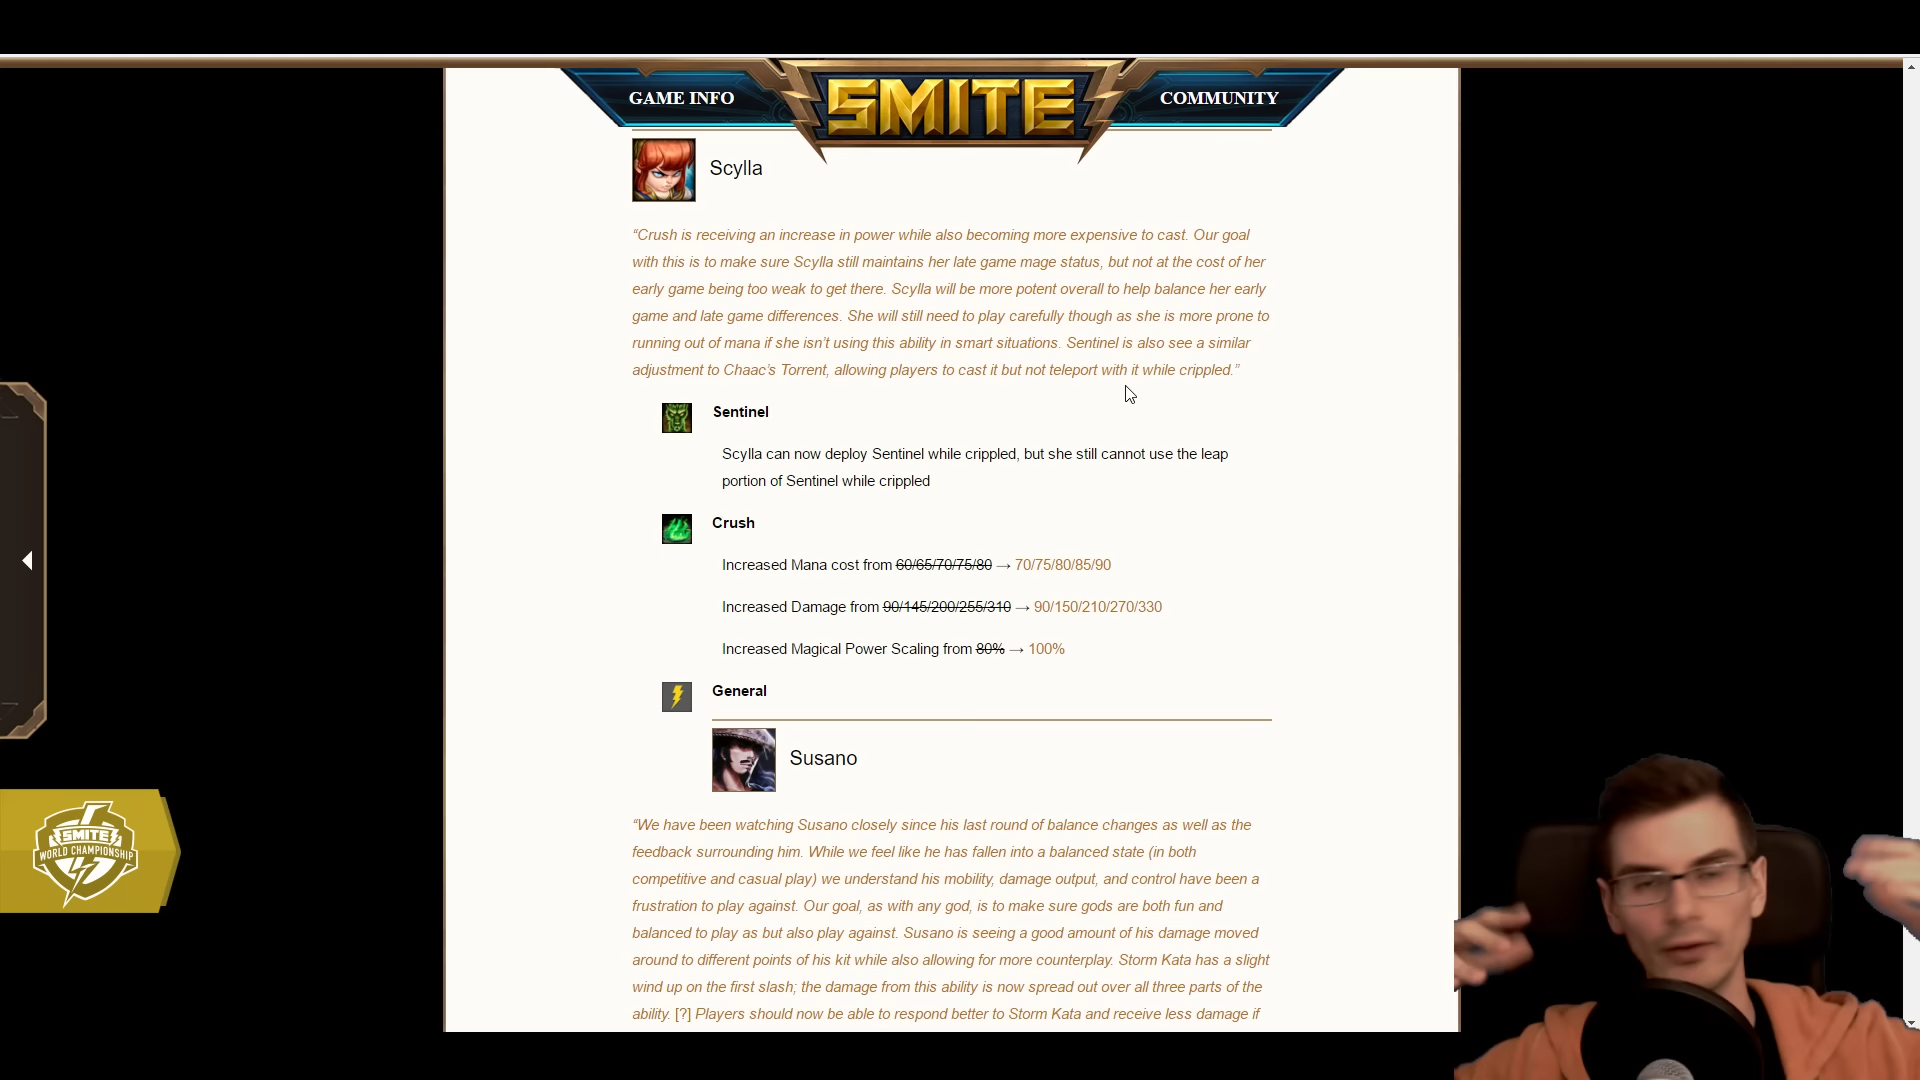 GAME INFO
SMITE
COMMUNITY
Scylla
“Crush is receiving an increase in power while also becoming more expensive to cast. Our goal
with this is to make sure Scylla still maintains her late game mage status, but not at the cost of her
early game being too weak to get there. Scylla will be more potent overall to help balance her early
game and late game differences. She will still need to play carefully though as she is more prone to
running out of mana if she isn’t using this ability in smart situations. Sentinel is also see a similar
adjustment to Chaac’s Torrent, allowing players to cast it but not teleport with it while crippled.”
Sentinel
Scylla can now deploy Sentinel while crippled, but she still cannot use the leap
portion of Sentinel while crippled
Crush
Increased Mana cost from 60/65/70/75/80 → 70/75/80/85/90
Increased Damage from 90/145/200/255/310 → 90/150/210/270/330
Increased Magical Power Scaling from 80% → 100%
General
Susano
“We have been watching Susano closely since his last round of balance changes as well as the
feedback surrounding him. While we feel like he has fallen into a balanced state (in both
competitive and casual play) we understand his mobility, damage output, and control have been a
frustration to play against. Our goal, as with any god, is to make sure gods are both fun and
balanced to play as but also play against. Susano is seeing a good amount of his damage moved
around to different points of his kit while also allowing for more counterplay. Storm Kata has a slight
wind up on the first slash; the damage from this ability is now spread out over all three parts of the
ability. [?] Players should now be able to respond better to Storm Kata and receive less damage if
SMITE
WORLD CHAMPIONSHIP